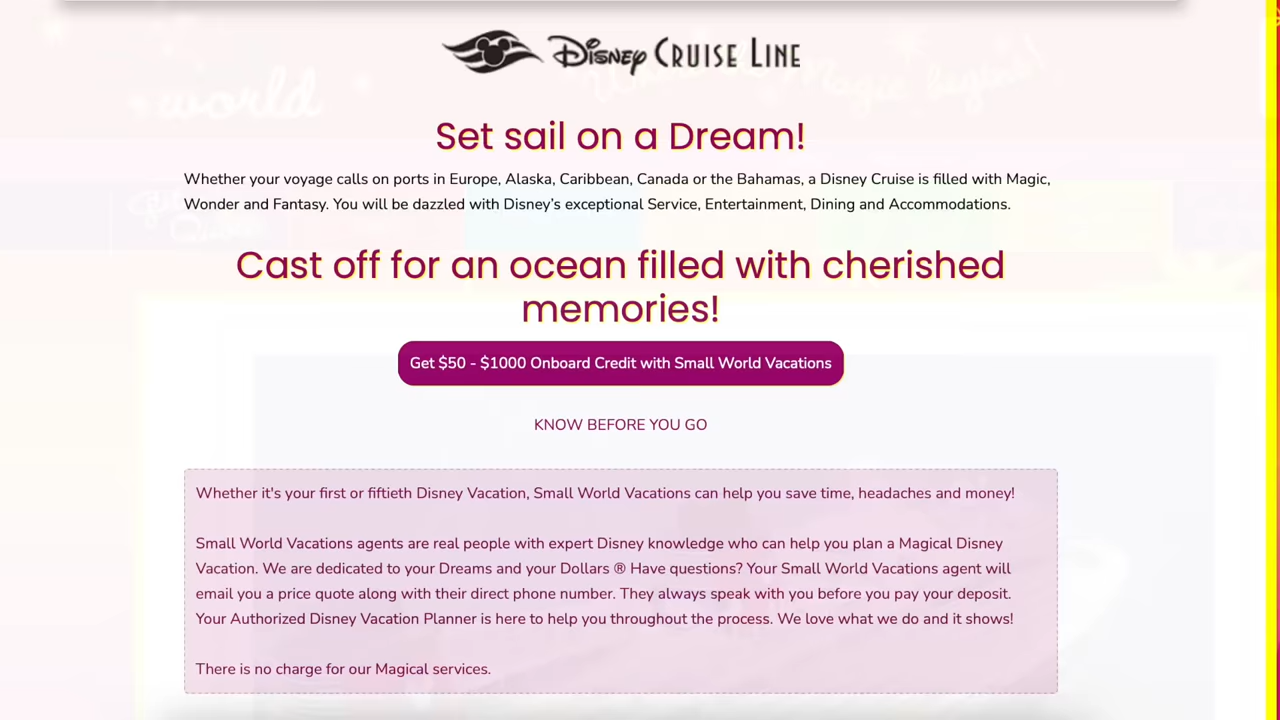 Disney Cruise Line
world
Where the Magic begins!
Set sail on a Dream!
Whether your voyage calls on ports in Europe, Alaska, Caribbean, Canada or the Bahamas, a Disney Cruise is filled with Magic,
Wonder and Fantasy. You will be dazzled with Disney’s exceptional Service, Entertainment, Dining and Accommodations.
Cast off for an ocean filled with cherished
memories!
Get $50 - $1000 Onboard Credit with Small World Vacations
KNOW BEFORE YOU GO
Whether it's your first or fiftieth Disney Vacation, Small World Vacations can help you save time, headaches and money!
Small World Vacations agents are real people with expert Disney knowledge who can help you plan a Magical Disney
Vacation. We are dedicated to your Dreams and your Dollars ® Have questions? Your Small World Vacations agent will
email you a price quote along with their direct phone number. They always speak with you before you pay your deposit.
Your Authorized Disney Vacation Planner is here to help you throughout the process. We love what we do and it shows!
There is no charge for our Magical services.